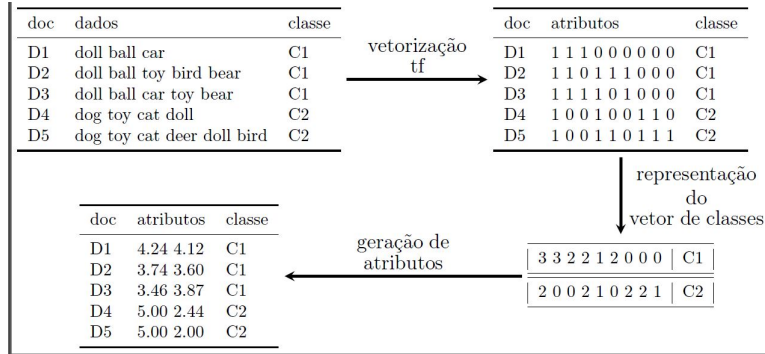 doc dados classe
D1 doll ball car C1
D2 doll ball toy bird bear C1
D3 doll ball car toy bear C1
D4 dog toy cat doll C2
D5 dog toy cat deer doll bird C2
vetorização
tf
doc atributos classe
D1 1 1 1 0 0 0 0 0 0 C1
D2 1 1 0 1 1 1 0 0 0 C1
D3 1 1 1 1 0 1 0 0 0 C1
D4 1 0 0 1 0 0 1 1 0 C2
D5 1 0 0 1 1 0 1 1 1 C2
representação
do
vetor de classes
3 3 2 2 1 2 0 0 0 | C1
2 0 0 2 1 0 2 2 1 | C2
geração de
atributos
doc atributos classe
D1 4.24 4.12 C1
D2 3.74 3.60 C1
D3 3.46 3.87 C1
D4 5.00 2.44 C2
D5 5.00 2.00 C2